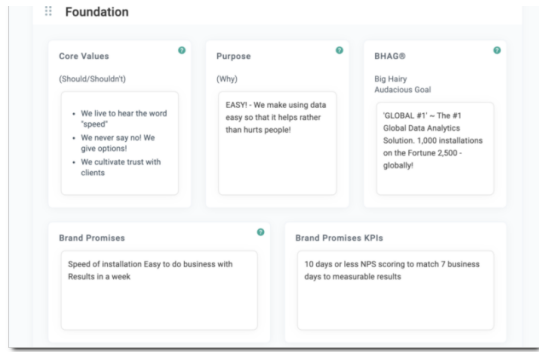 Foundation
Core Values
(Should/Shouldn't)
• We live to hear the word
"speed"
• We never say no! We
give options!
• We cultivate trust with
clients
Purpose
(Why)
EASY! - We make using data
easy so that it helps rather
than hurts people!
BHAG®
Big Hairy
Audacious Goal
'GLOBAL #1' ~ The #1
Global Data Analytics
Solution. 1,000 installations
on the Fortune 2,500 -
globally!
Brand Promises
Speed of installation Easy to do business with
Results in a week
Brand Promises KPIs
10 days or less NPS scoring to match 7 business
days to measurable results